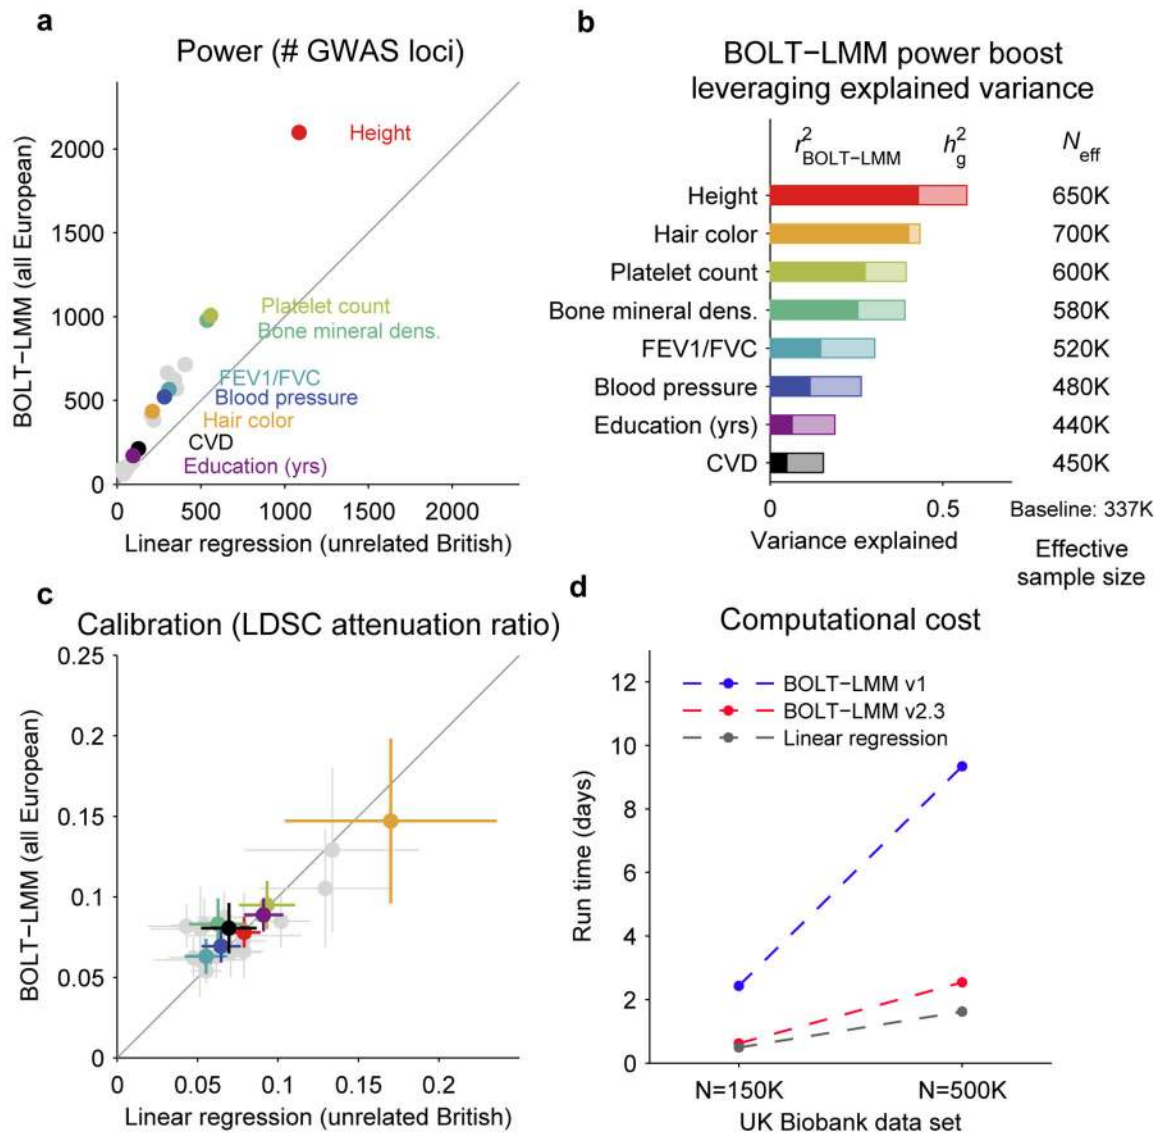 a
Power (# GWAS loci)
BOLT−LMM (all European)
2000
1500
1000
500
0
Height
Platelet count
Bone mineral dens.
FEV1/FVC
Blood pressure
Hair color
CVD
Education (yrs)
0 500 1000 1500 2000
Linear regression (unrelated British)
b
BOLT−LMM power boost
leveraging explained variance
r²BOLT−LMM h²g Neff
Height 650K
Hair color 700K
Platelet count 600K
Bone mineral dens. 580K
FEV1/FVC 520K
Blood pressure 480K
Education (yrs) 440K
CVD 450K
0 0.5 Baseline: 337K
Variance explained
Effective
sample size
c
Calibration (LDSC attenuation ratio)
BOLT−LMM (all European)
0.25
0.2
0.15
0.1
0.05
0
0 0.05 0.1 0.15 0.2
Linear regression (unrelated British)
d
Computational cost
Run time (days)
12
10
8
6
4
2
0
BOLT−LMM v1
BOLT−LMM v2.3
Linear regression
N=150K N=500K
UK Biobank data set